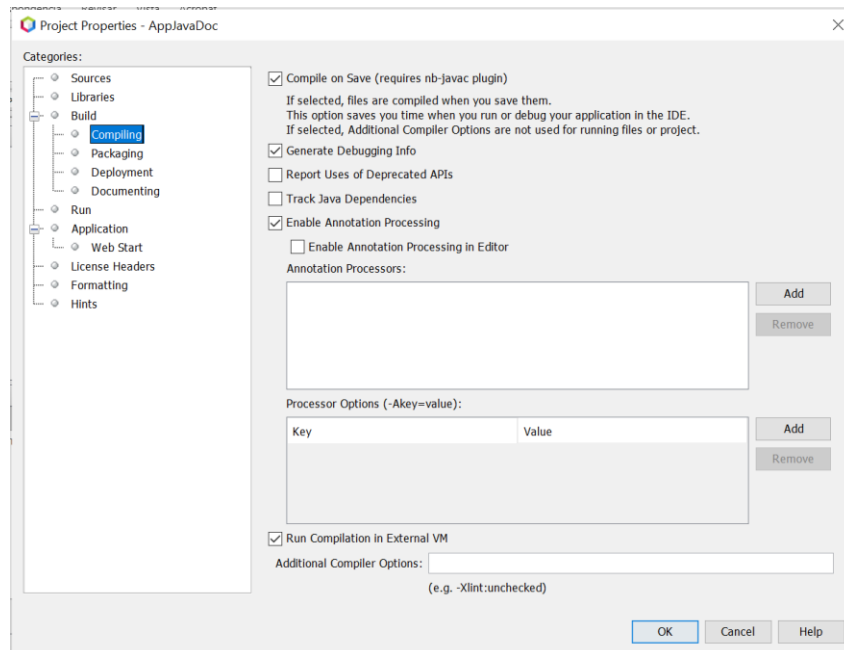 Revisar Vista Acrobat
Project Properties - AppJavaDoc
Categories:
Sources
Libraries
Build
Compiling
Packaging
Deployment
Documenting
Run
Application
Web Start
License Headers
Formatting
Hints
Compile on Save (requires nb-javac plugin)
If selected, files are compiled when you save them.
This option saves you time when you run or debug your application in the IDE.
If selected, Additional Compiler Options are not used for running files or project.
Generate Debugging Info
Report Uses of Deprecated APIs
Track Java Dependencies
Enable Annotation Processing
Enable Annotation Processing in Editor
Annotation Processors:
Add
Remove
Processor Options (-Akey=value):
Key Value
Add
Remove
Run Compilation in External VM
Additional Compiler Options:
(e.g. -Xlint:unchecked)
OK Cancel Help